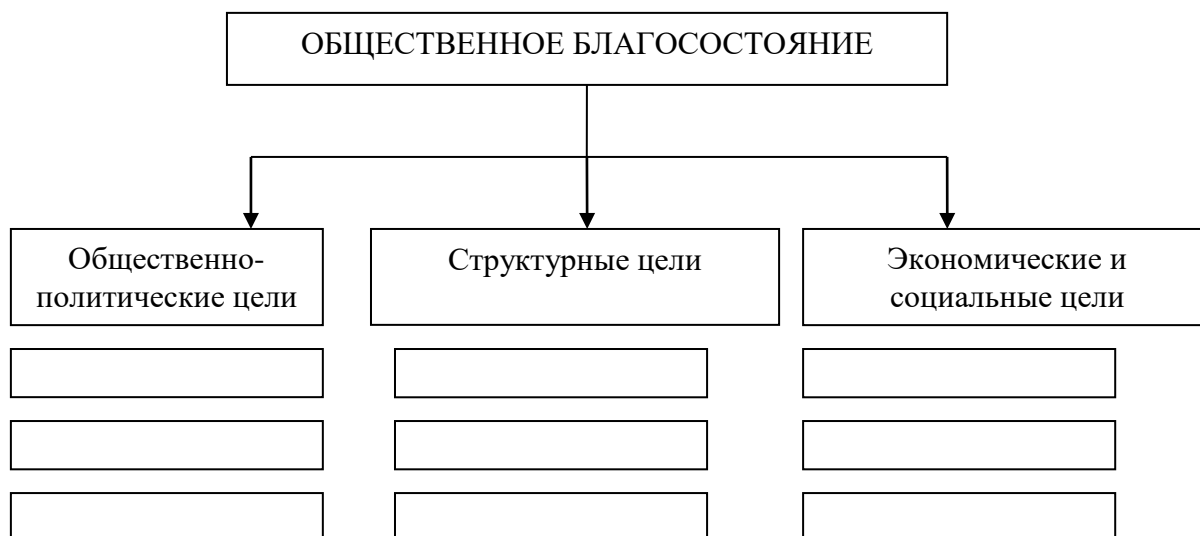 ОБЩЕСТВЕННОЕ БЛАГОСОСТОЯНИЕ
Общественно-
политические цели
Структурные цели
Экономические и
социальные цели